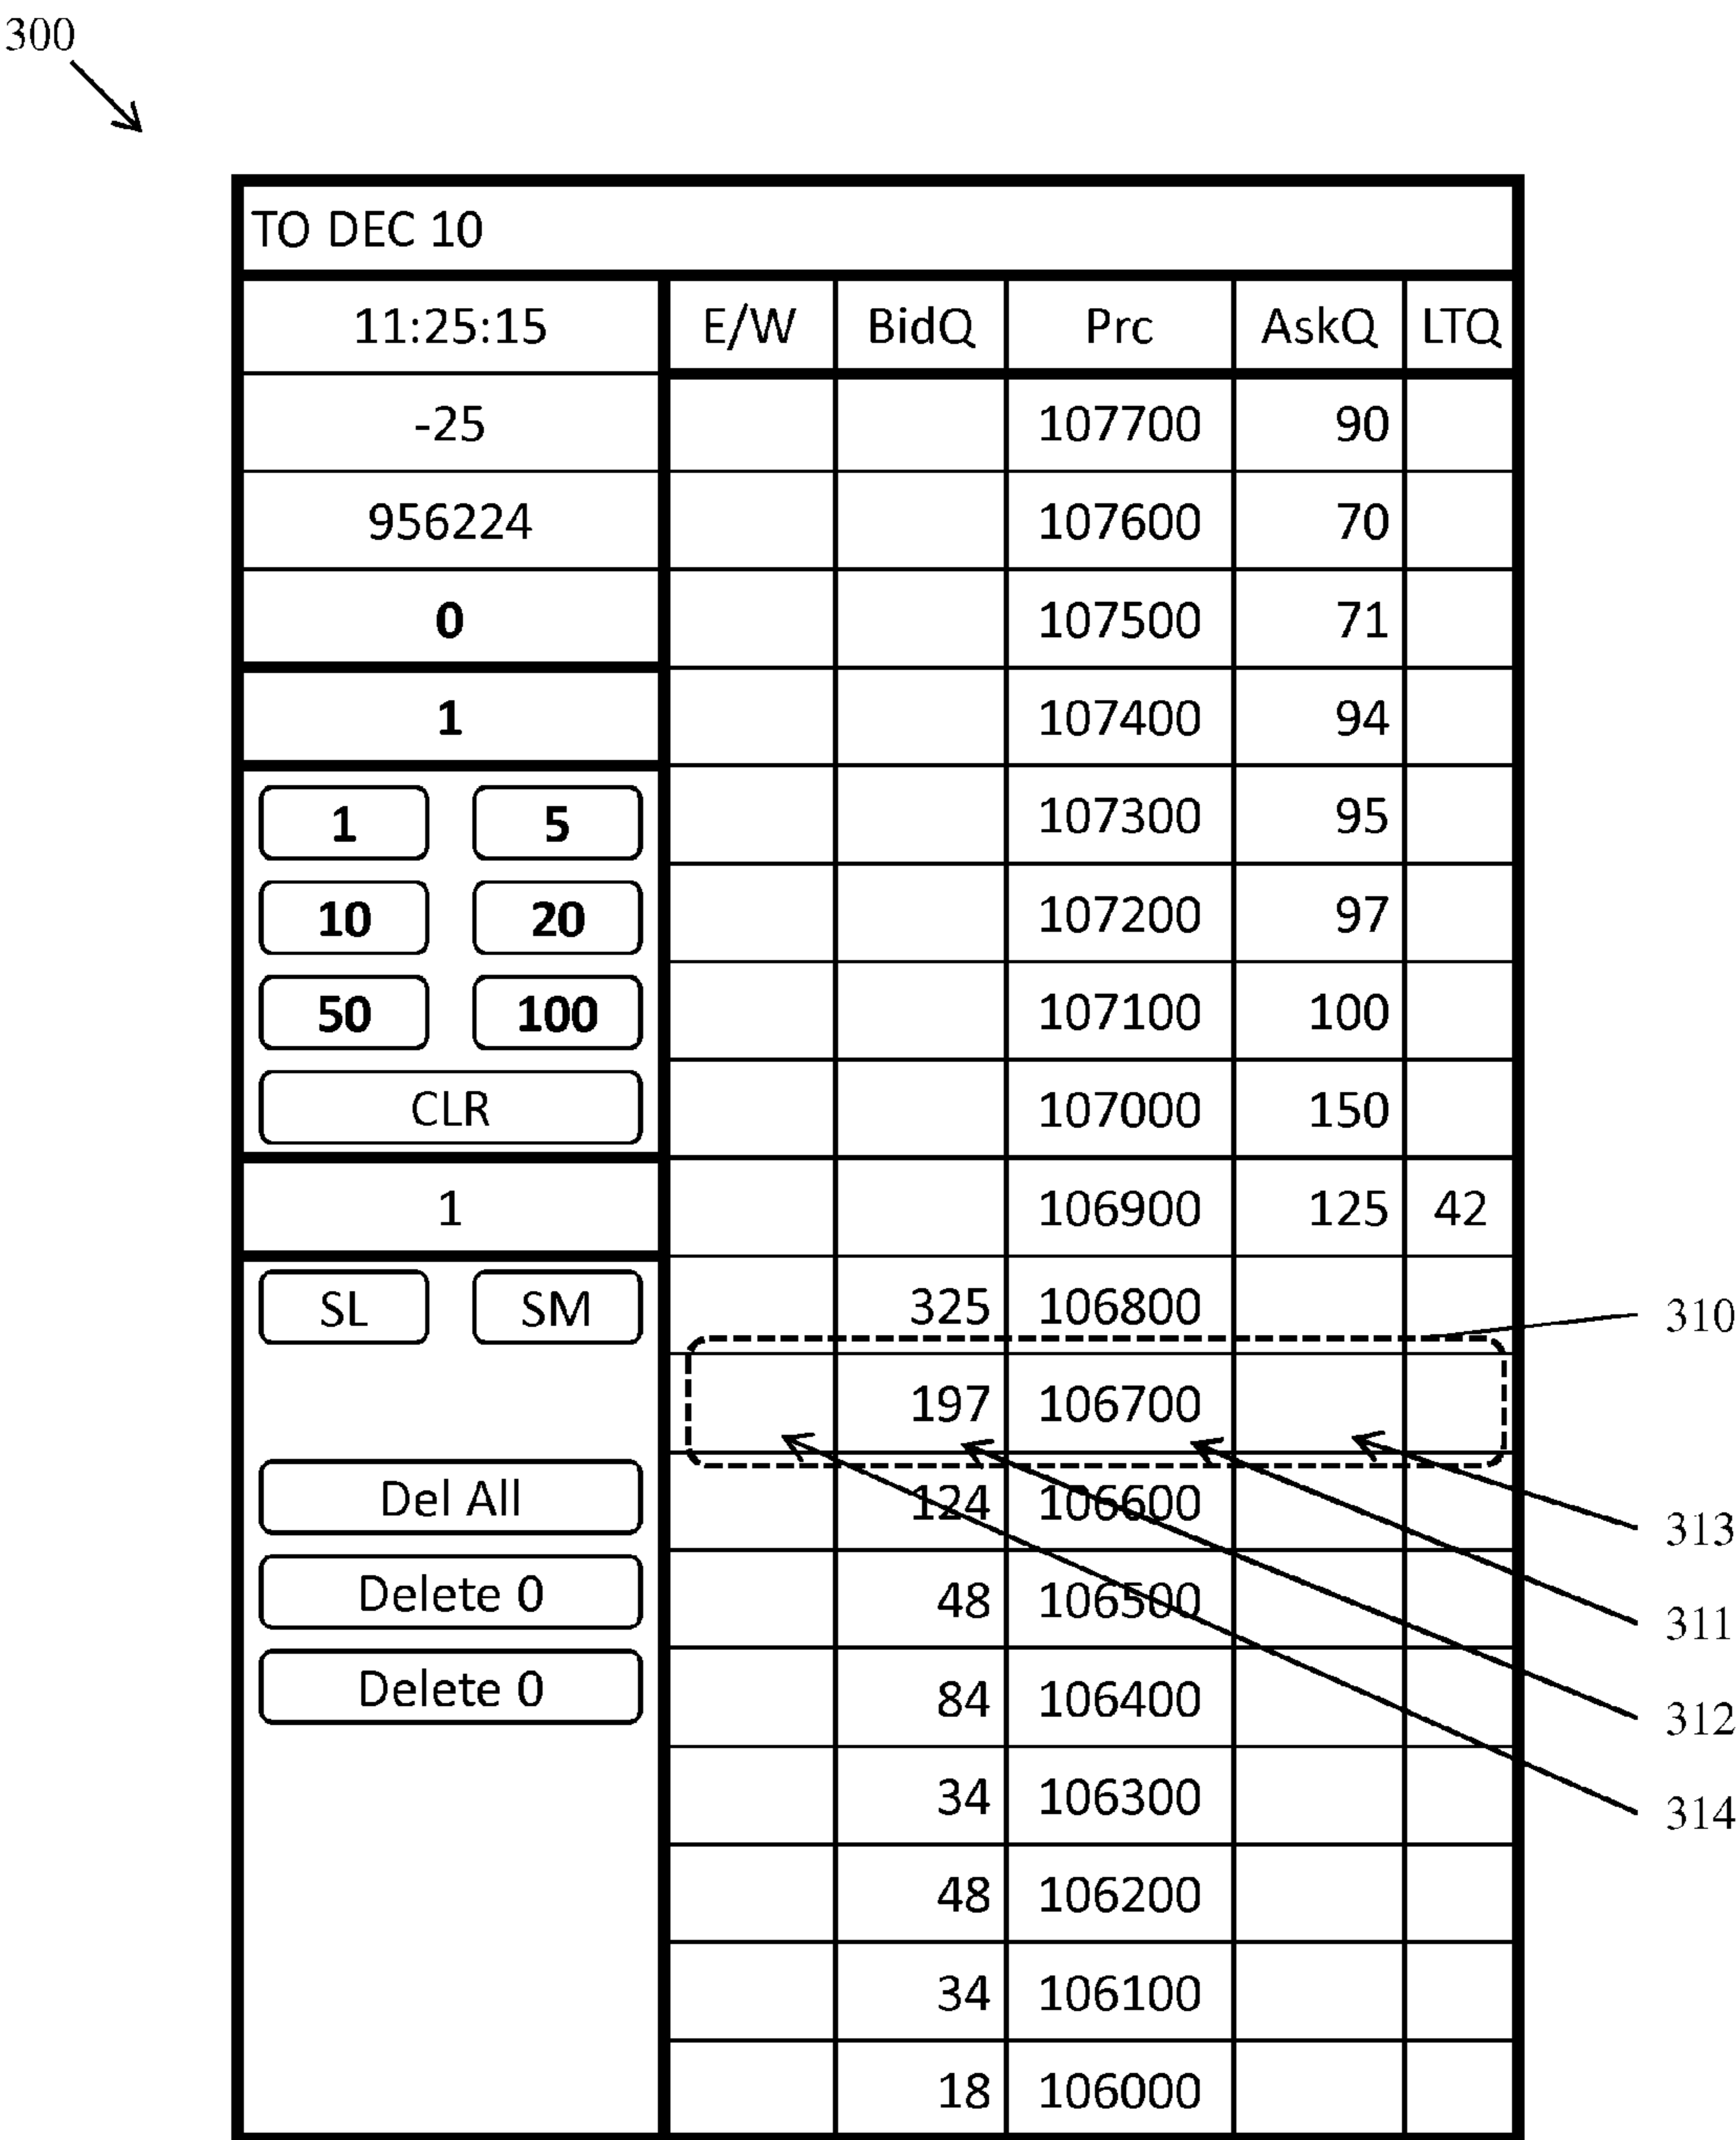 300
TO DEC 10
11:25:15 E/W BidQ Prc AskQ LTQ
-25 107700 90
956224 107600 70
0 107500 71
1 107400 94
1 5 107300 95
10 20 107200 97
50 100 107100 100
CLR 107000 150
1 106900 125 42
SL SM 325 106800
310
197 106700
Del All 124 106600
313
Delete 0 48 106500
311
Delete 0 84 106400
312
34 106300
314
48 106200
34 106100
18 106000